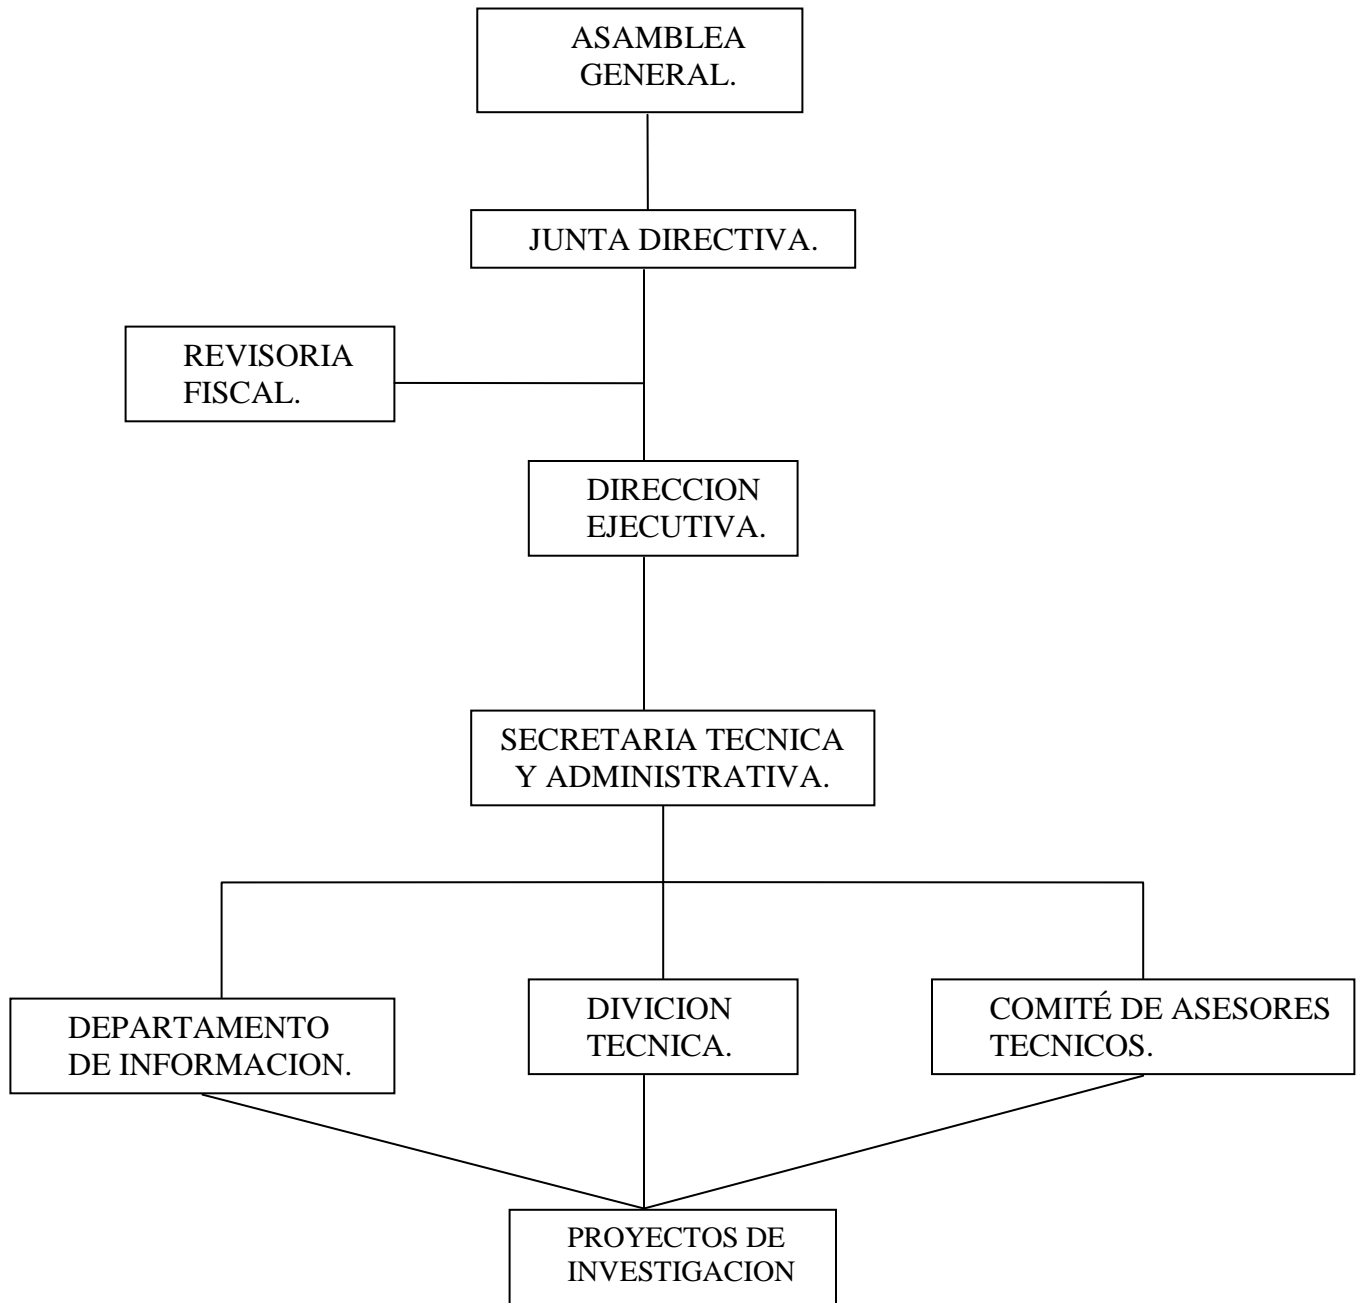 ASAMBLEA
GENERAL.
JUNTA DIRECTIVA.
REVISORIA
FISCAL.
DIRECCION
EJECUTIVA.
SECRETARIA TECNICA
Y ADMINISTRATIVA.
DEPARTAMENTO
DE INFORMACION.
DIVICION
TECNICA.
COMITÉ DE ASESORES
TECNICOS.
PROYECTOS DE
INVESTIGACION